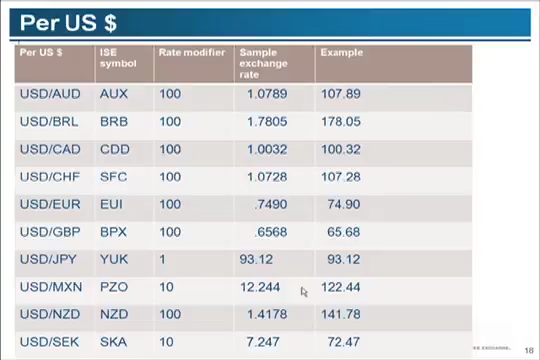 Per US $
Per US $ ISE symbol Rate modifier Sample exchange rate Example
USD/AUD AUX 100 1.0789 107.89
USD/BRL BRB 100 1.7805 178.05
USD/CAD CDD 100 1.0032 100.32
USD/CHF SFC 100 1.0728 107.28
USD/EUR EUI 100 .7490 74.90
USD/GBP BPX 100 .6568 65.68
USD/JPY YUK 1 93.12 93.12
USD/MXN PZO 10 12.244 122.44
USD/NZD NZD 100 1.4178 141.78
USD/SEK SKA 10 7.247 72.47
EXCHANGE. 18